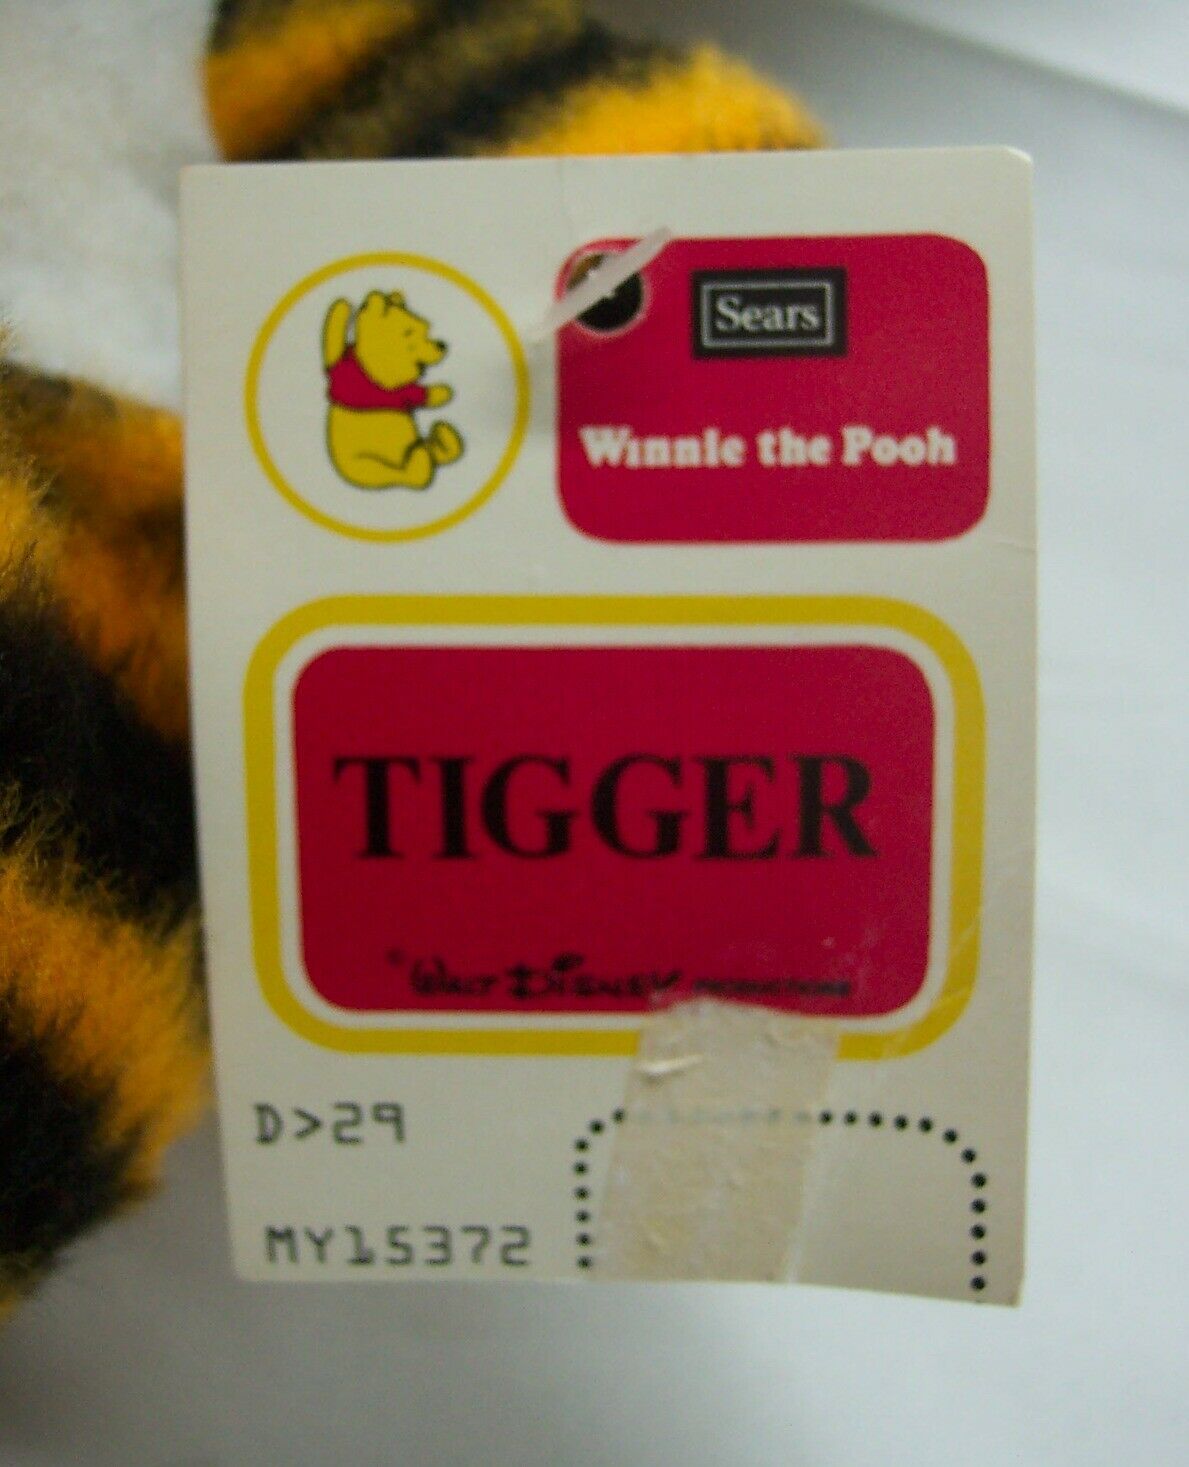 Sears
Winnie the Pooh
TIGGER
© WALT DISNEY PRODUCTIONS
D>29
MY15372